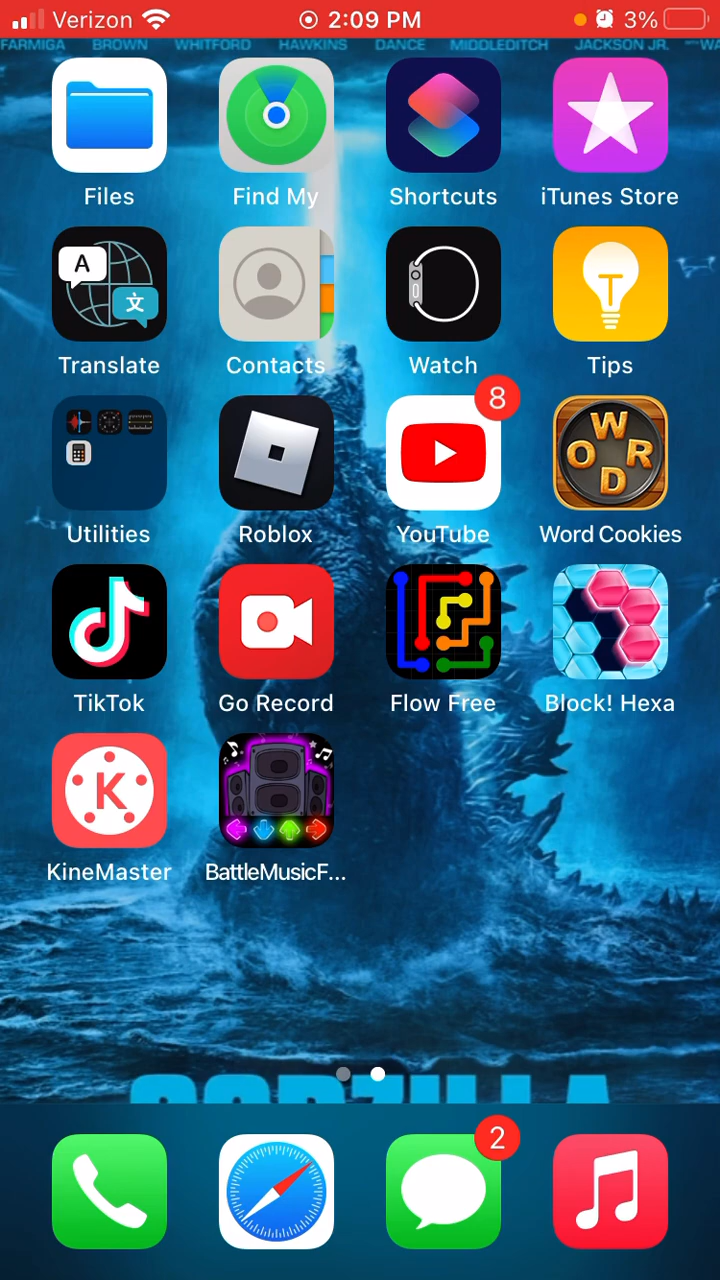 Verizon 2:09 PM 3%
FARMIGA BROWN WHITFORD HAWKINS DANCE MIDDLEDITCH JACKSON JR.
Files Find My Shortcuts iTunes Store
A 文
T
Translate Contacts Watch Tips
8
W
O R
D
Utilities Roblox YouTube Word Cookies
TikTok Go Record Flow Free Block! Hexa
K
KineMaster BattleMusicF...
GODZILLA
2